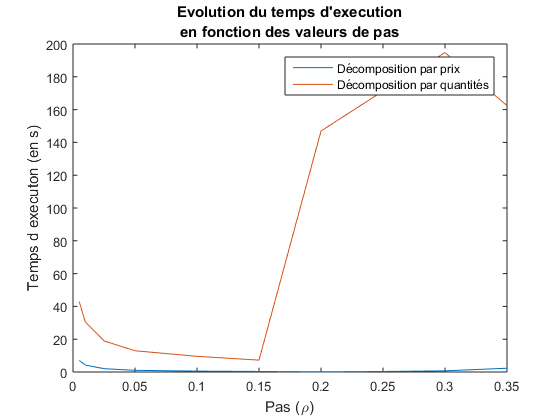 Evolution du temps d'execution
en fonction des valeurs de pas
Décomposition par prix
Décomposition par quantités
Temps d executon (en s)
200
180
160
140
120
100
80
60
40
20
0
0 0.05 0.1 0.15 0.2 0.25 0.3 0.35
Pas (ρ)